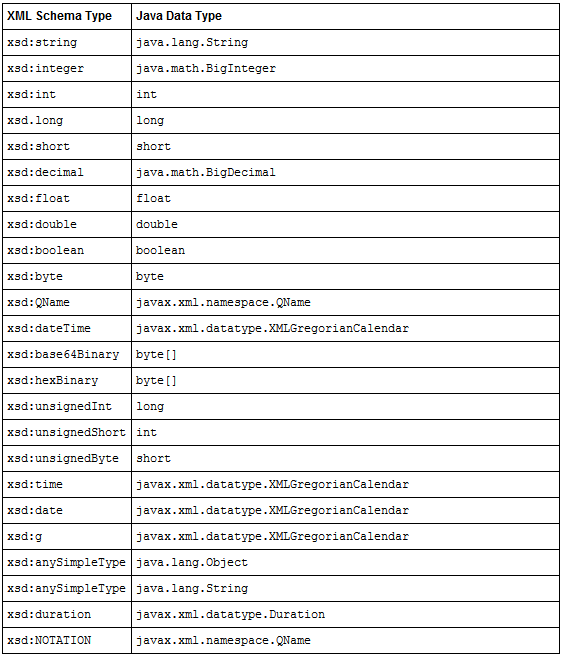 XML Schema Type Java Data Type
xsd:string java.lang.String
xsd:integer java.math.BigInteger
xsd:int int
xsd.long long
xsd:short short
xsd:decimal java.math.BigDecimal
xsd:float float
xsd:double double
xsd:boolean boolean
xsd:byte byte
xsd:QName javax.xml.namespace.QName
xsd:dateTime javax.xml.datatype.XMLGregorianCalendar
xsd:base64Binary byte[]
xsd:hexBinary byte[]
xsd:unsignedInt long
xsd:unsignedShort int
xsd:unsignedByte short
xsd:time javax.xml.datatype.XMLGregorianCalendar
xsd:date javax.xml.datatype.XMLGregorianCalendar
xsd:g javax.xml.datatype.XMLGregorianCalendar
xsd:anySimpleType java.lang.Object
xsd:anySimpleType java.lang.String
xsd:duration javax.xml.datatype.Duration
xsd:NOTATION javax.xml.namespace.QName